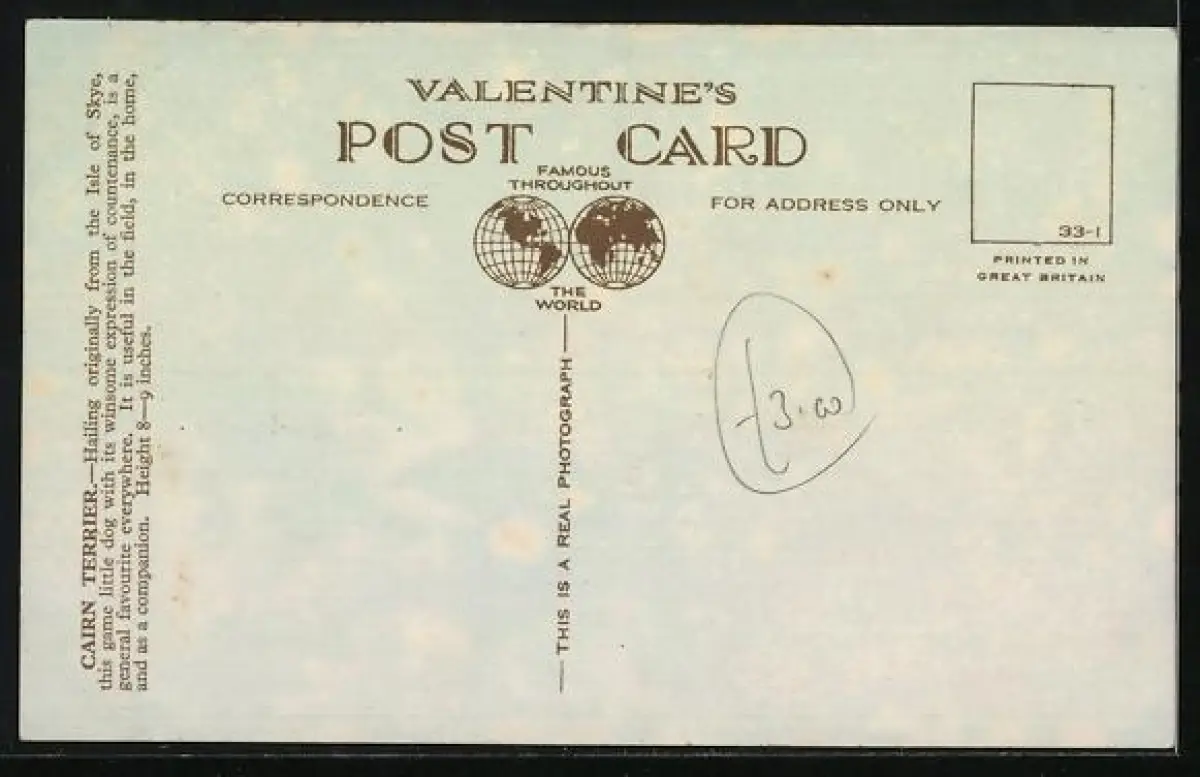 VALENTINE'S
POST CARD
FAMOUS
THROUGHOUT
THE
WORLD
CORRESPONDENCE
FOR ADDRESS ONLY
33-1
PRINTED IN
GREAT BRITAIN
THIS IS A REAL PHOTOGRAPH
£3.00
CAIRN TERRIER.—Hailing originally from the Isle of Skye,
this game little dog with its winsome expression of countenance, is a
general favourite everywhere. It is useful in the field, in the home,
and as a companion. Height 8—9 inches.